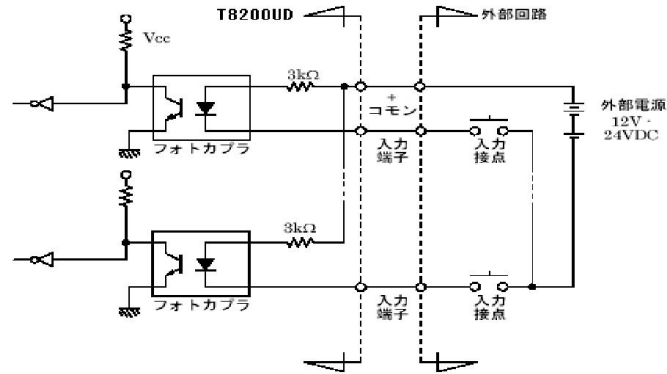 T8200UD
外部回路
Vcc
3kΩ
+
コモン
外部電源
12V・
24VDC
フォトカプラ
入力
端子
入力
接点
3kΩ
フォトカプラ
入力
端子
入力
接点